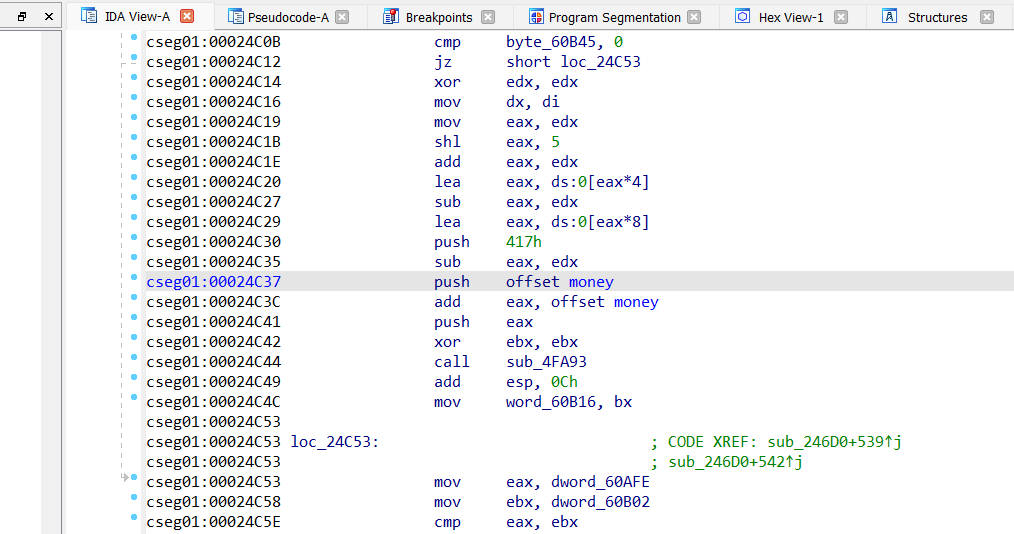 IDA View-A Pseudocode-A Breakpoints Program Segmentation Hex View-1 Structures
cseg01:00024C0B cmp byte_60B45, 0
cseg01:00024C12 jz short loc_24C53
cseg01:00024C14 xor edx, edx
cseg01:00024C16 mov dx, di
cseg01:00024C19 mov eax, edx
cseg01:00024C1B shl eax, 5
cseg01:00024C1E add eax, edx
cseg01:00024C20 lea eax, ds:0[eax*4]
cseg01:00024C27 sub eax, edx
cseg01:00024C29 lea eax, ds:0[eax*8]
cseg01:00024C30 push 417h
cseg01:00024C35 sub eax, edx
cseg01:00024C37 push offset money
cseg01:00024C3C add eax, offset money
cseg01:00024C41 push eax
cseg01:00024C42 xor ebx, ebx
cseg01:00024C44 call sub_4FA93
cseg01:00024C49 add esp, 0Ch
cseg01:00024C4C mov word_60B16, bx
cseg01:00024C53
cseg01:00024C53 loc_24C53: ; CODE XREF: sub_246D0+539↑j
cseg01:00024C53 ; sub_246D0+542↑j
cseg01:00024C53 mov eax, dword_60AFE
cseg01:00024C58 mov ebx, dword_60B02
cseg01:00024C5E cmp eax, ebx